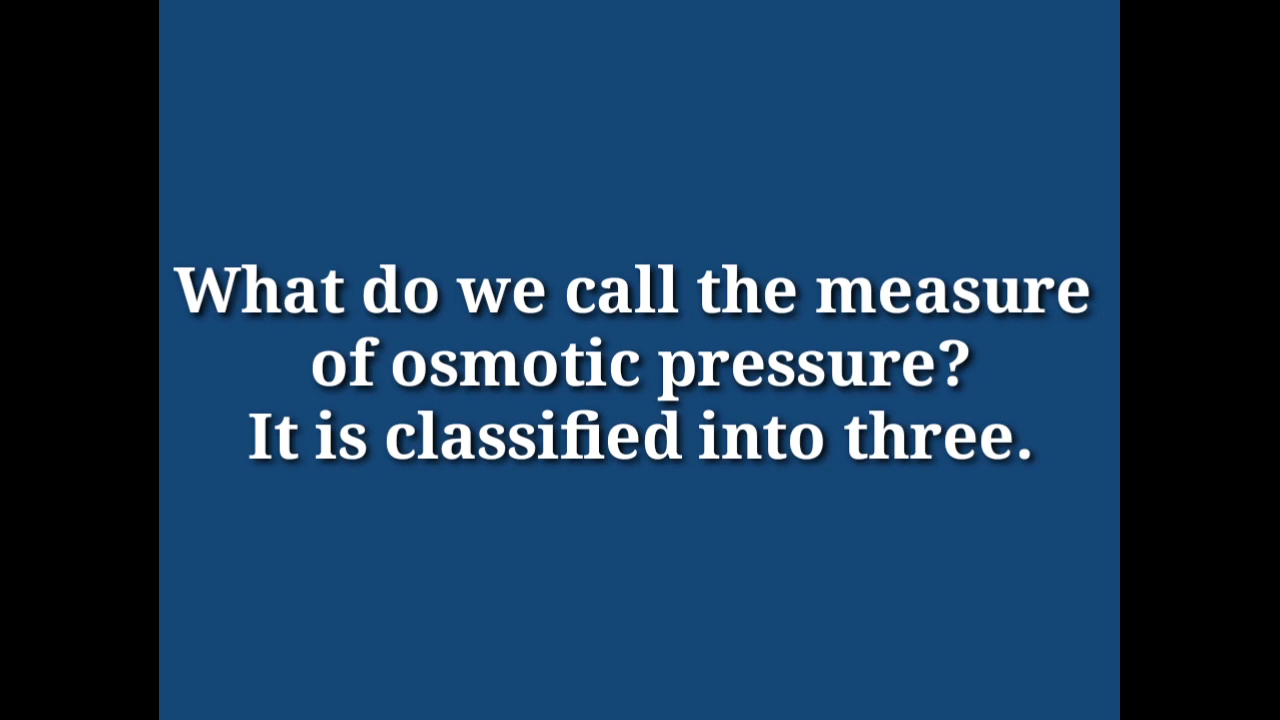 What do we call the measure
of osmotic pressure?
It is classified into three.